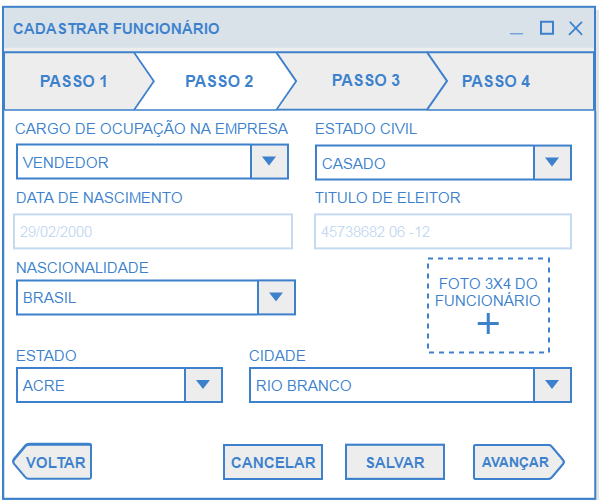 CADASTRAR FUNCIONÁRIO
PASSO 1
PASSO 2
PASSO 3
PASSO 4
CARGO DE OCUPAÇÃO NA EMPRESA
ESTADO CIVIL
VENDEDOR
CASADO
DATA DE NASCIMENTO
TITULO DE ELEITOR
29/02/2000
45738682 06 -12
NASCIONALIDADE
BRASIL
FOTO 3X4 DO
FUNCIONÁRIO
+
ESTADO
CIDADE
ACRE
RIO BRANCO
VOLTAR
CANCELAR
SALVAR
AVANÇAR